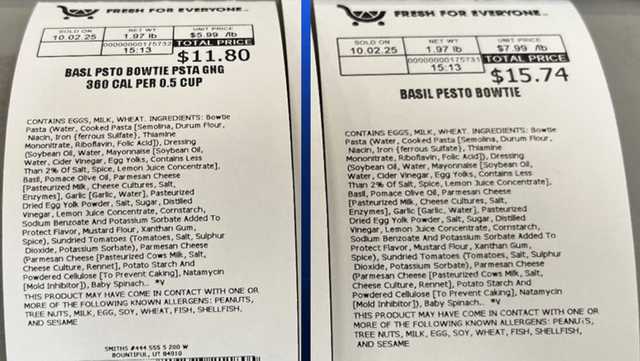 FRESH FOR EVERYONE™
SOLD ON
10.02.25
NET WT
1.97 lb
UNIT PRICE
$5.99 /lb
00000000175732
15:13
TOTAL PRICE
$11.80
BASL PSTO BOWTIE PSTA GHG
360 CAL PER 0.5 CUP
CONTAINS EGGS, MILK, WHEAT. INGREDIENTS: Bowtie
Pasta (Water, Cooked Pasta [Semolina, Durum Flour,
Niacin, Iron {ferrous Sulfate}, Thiamine
Mononitrate, Riboflavin, Folic Acid]), Dressing
(Soybean Oil, Water, Mayonnaise [Soybean Oil,
Water, Cider Vinegar, Egg Yolks, Contains Less
Than 2% Of Salt, Spice, Lemon Juice Concentrate],
Basil, Pomace Olive Oil, Parmesan Cheese
[Pasteurized Milk, Cheese Cultures, Salt,
Enzymes], Garlic [Garlic, Water], Pasteurized
Dried Egg Yolk Powder, Salt, Sugar, Distilled
Vinegar, Lemon Juice Concentrate, Cornstarch,
Sodium Benzoate And Potassium Sorbate Added To
Protect Flavor, Mustard Flour, Xanthan Gum,
Spice), Sundried Tomatoes (Tomatoes, Salt, Sulphur
Dioxide, Potassium Sorbate), Parmesan Cheese
(Parmesan Cheese [Pasteurized Cows Milk, Salt,
Cheese Culture, Rennet], Potato Starch And
Powdered Cellulose [To Prevent Caking], Natamycin
[Mold Inhibitor]), Baby Spinach.. *V
THIS PRODUCT MAY HAVE COME IN CONTACT WITH ONE OR
MORE OF THE FOLLOWING KNOWN ALLERGENS: PEANUTS,
TREE NUTS, MILK, EGG, SOY, WHEAT, FISH, SHELLFISH,
AND SESAME
SMITHS #444 555 S 200 W
BOUNTIFUL, UT 84010
FRESH FOR EVERYONE™
SOLD ON
10.02.25
NET WT
1.97 lb
UNIT PRICE
$7.99 /lb
00000000175731
15:13
TOTAL PRICE
$15.74
BASIL PESTO BOWTIE
CONTAINS EGGS, MILK, WHEAT. INGREDIENTS: Bowtie
Pasta (Water, Cooked Pasta [Semolina, Durum Flour,
Niacin, Iron {ferrous Sulfate}, Thiamine
Mononitrate, Riboflavin, Folic Acid]), Dressing
(Soybean Oil, Water, Mayonnaise [Soybean Oil,
Water, Cider Vinegar, Egg Yolks, Contains Less
Than 2% Of Salt, Spice, Lemon Juice Concentrate],
Basil, Pomace Olive Oil, Parmesan Cheese
[Pasteurized Milk, Cheese Cultures, Salt,
Enzymes], Garlic [Garlic, Water], Pasteurized
Dried Egg Yolk Powder, Salt, Sugar, Distilled
Vinegar, Lemon Juice Concentrate, Cornstarch,
Sodium Benzoate And Potassium Sorbate Added To
Protect Flavor, Mustard Flour, Xanthan Gum,
Spice), Sundried Tomatoes (Tomatoes, Salt, Sulphur
Dioxide, Potassium Sorbate), Parmesan Cheese
(Parmesan Cheese [Pasteurized Cows Milk, Salt,
Cheese Culture, Rennet], Potato Starch And
Powdered Cellulose [To Prevent Caking], Natamycin
[Mold Inhibitor]), Baby Spinach.. *V
THIS PRODUCT MAY HAVE COME IN CONTACT WITH ONE OR
MORE OF THE FOLLOWING KNOWN ALLERGENS: PEANUTS,
TREE NUTS, MILK, EGG, SOY, WHEAT, FISH, SHELLFISH,
AND SESAME